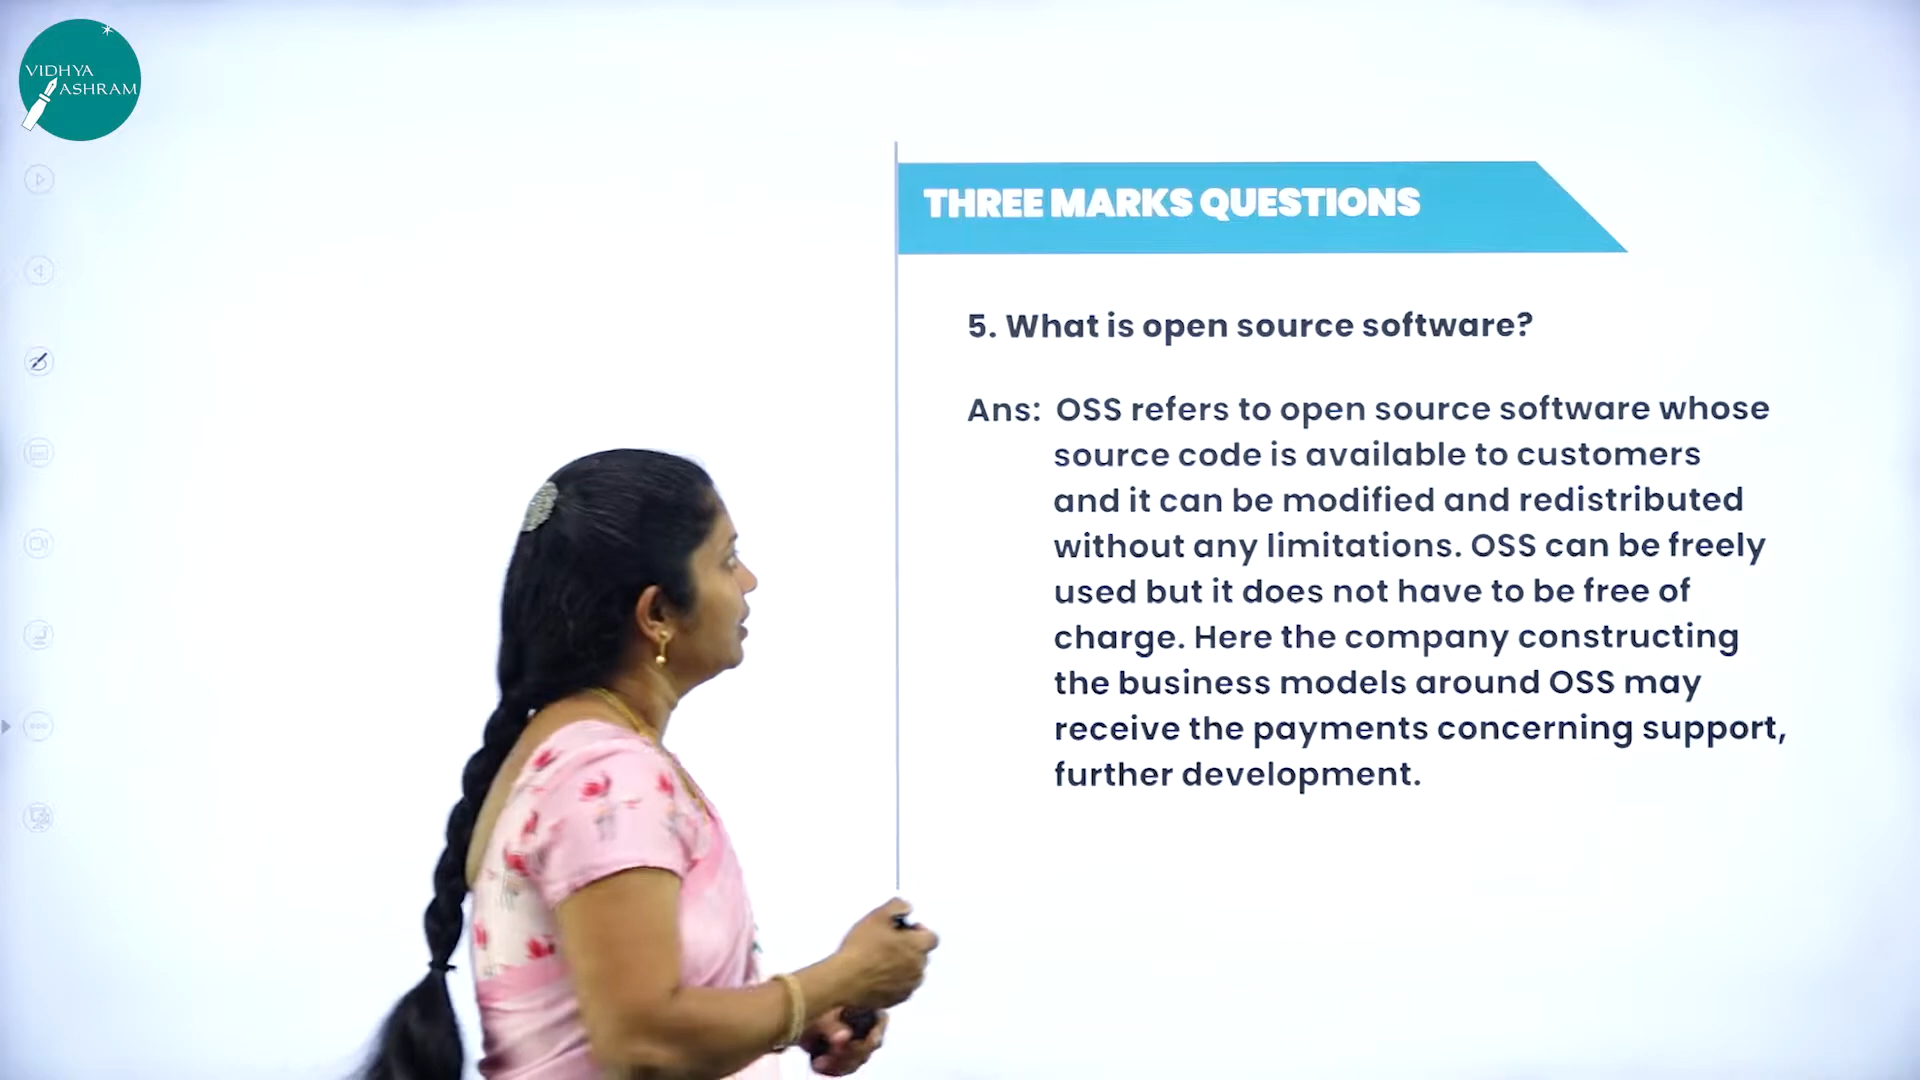 VIDHYA
ASHRAM
THREE MARKS QUESTIONS
5. What is open source software?
Ans: OSS refers to open source software whose
source code is available to customers
and it can be modified and redistributed
without any limitations. OSS can be freely
used but it does not have to be free of
charge. Here the company constructing
the business models around OSS may
receive the payments concerning support,
further development.